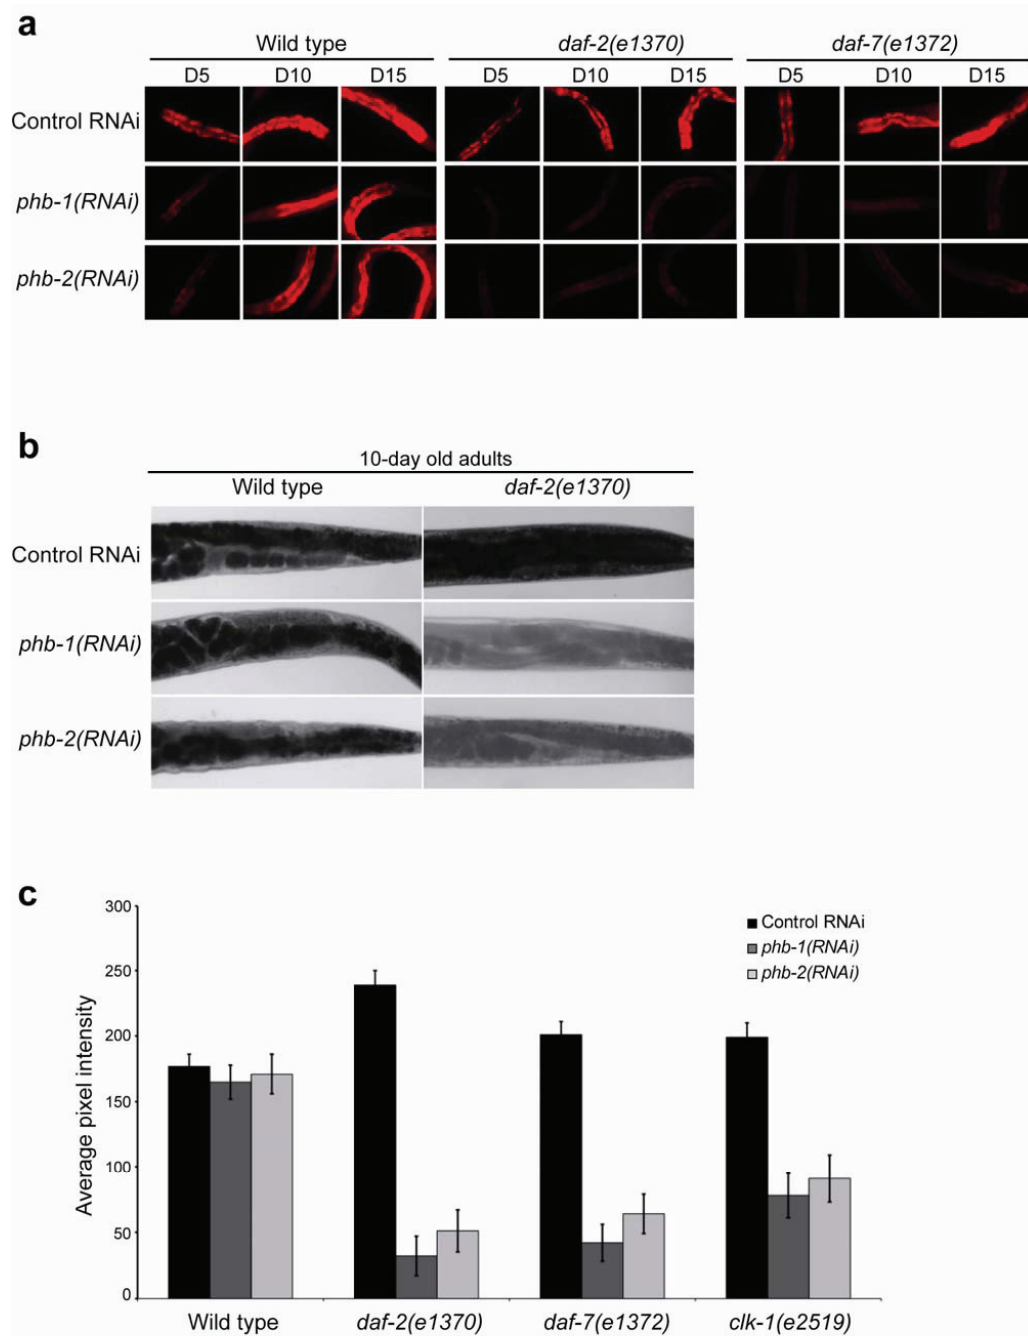 a
Wild type daf-2(e1370) daf-7(e1372)
D5 D10 D15 D5 D10 D15 D5 D10 D15
Control RNAi
phb-1(RNAi)
phb-2(RNAi)
b
10-day old adults
Wild type daf-2(e1370)
Control RNAi
phb-1(RNAi)
phb-2(RNAi)
c
Average pixel intensity
300
250
200
150
100
50
0
Control RNAi
phb-1(RNAi)
phb-2(RNAi)
Wild type daf-2(e1370) daf-7(e1372) clk-1(e2519)